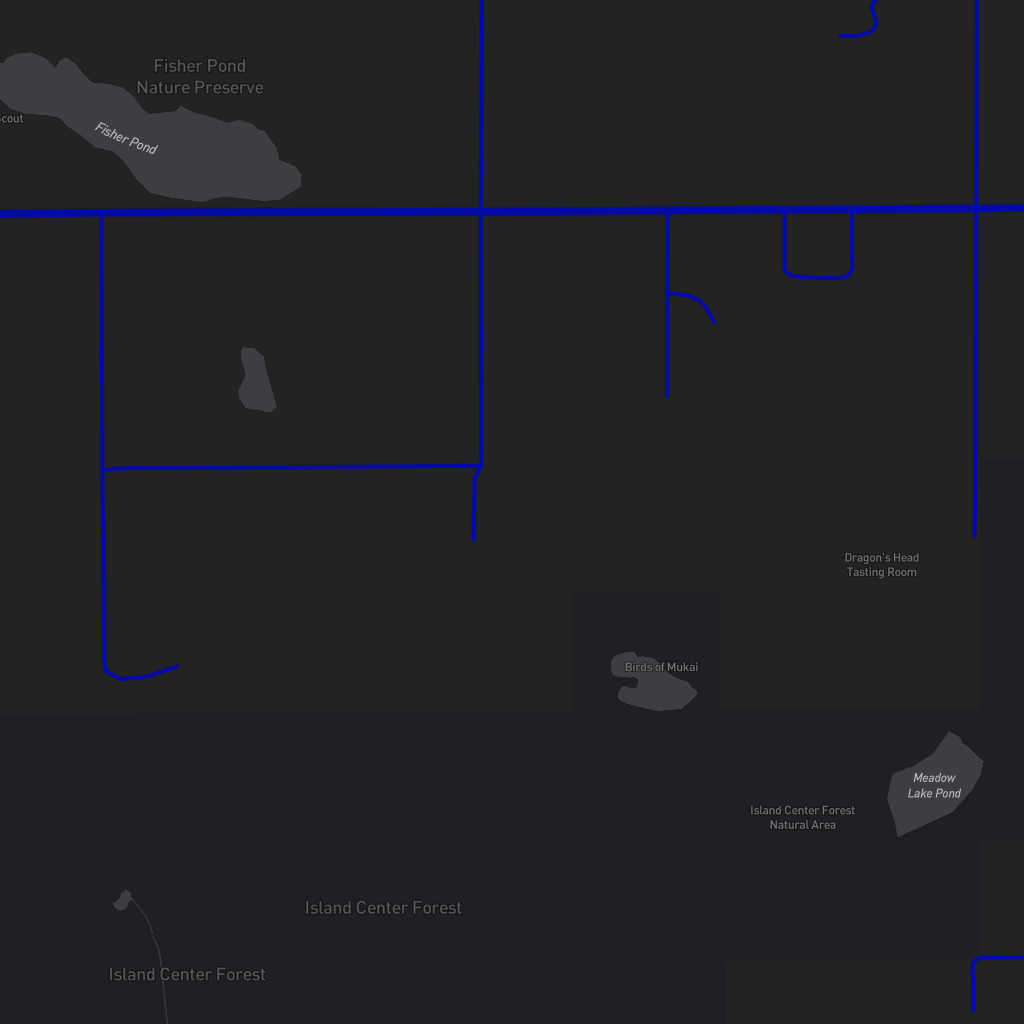 Fisher Pond
Nature Preserve
Fisher Pond
Scout
Dragon's Head
Tasting Room
Birds of Mukai
Meadow
Lake Pond
Island Center Forest
Natural Area
Island Center Forest
Island Center Forest